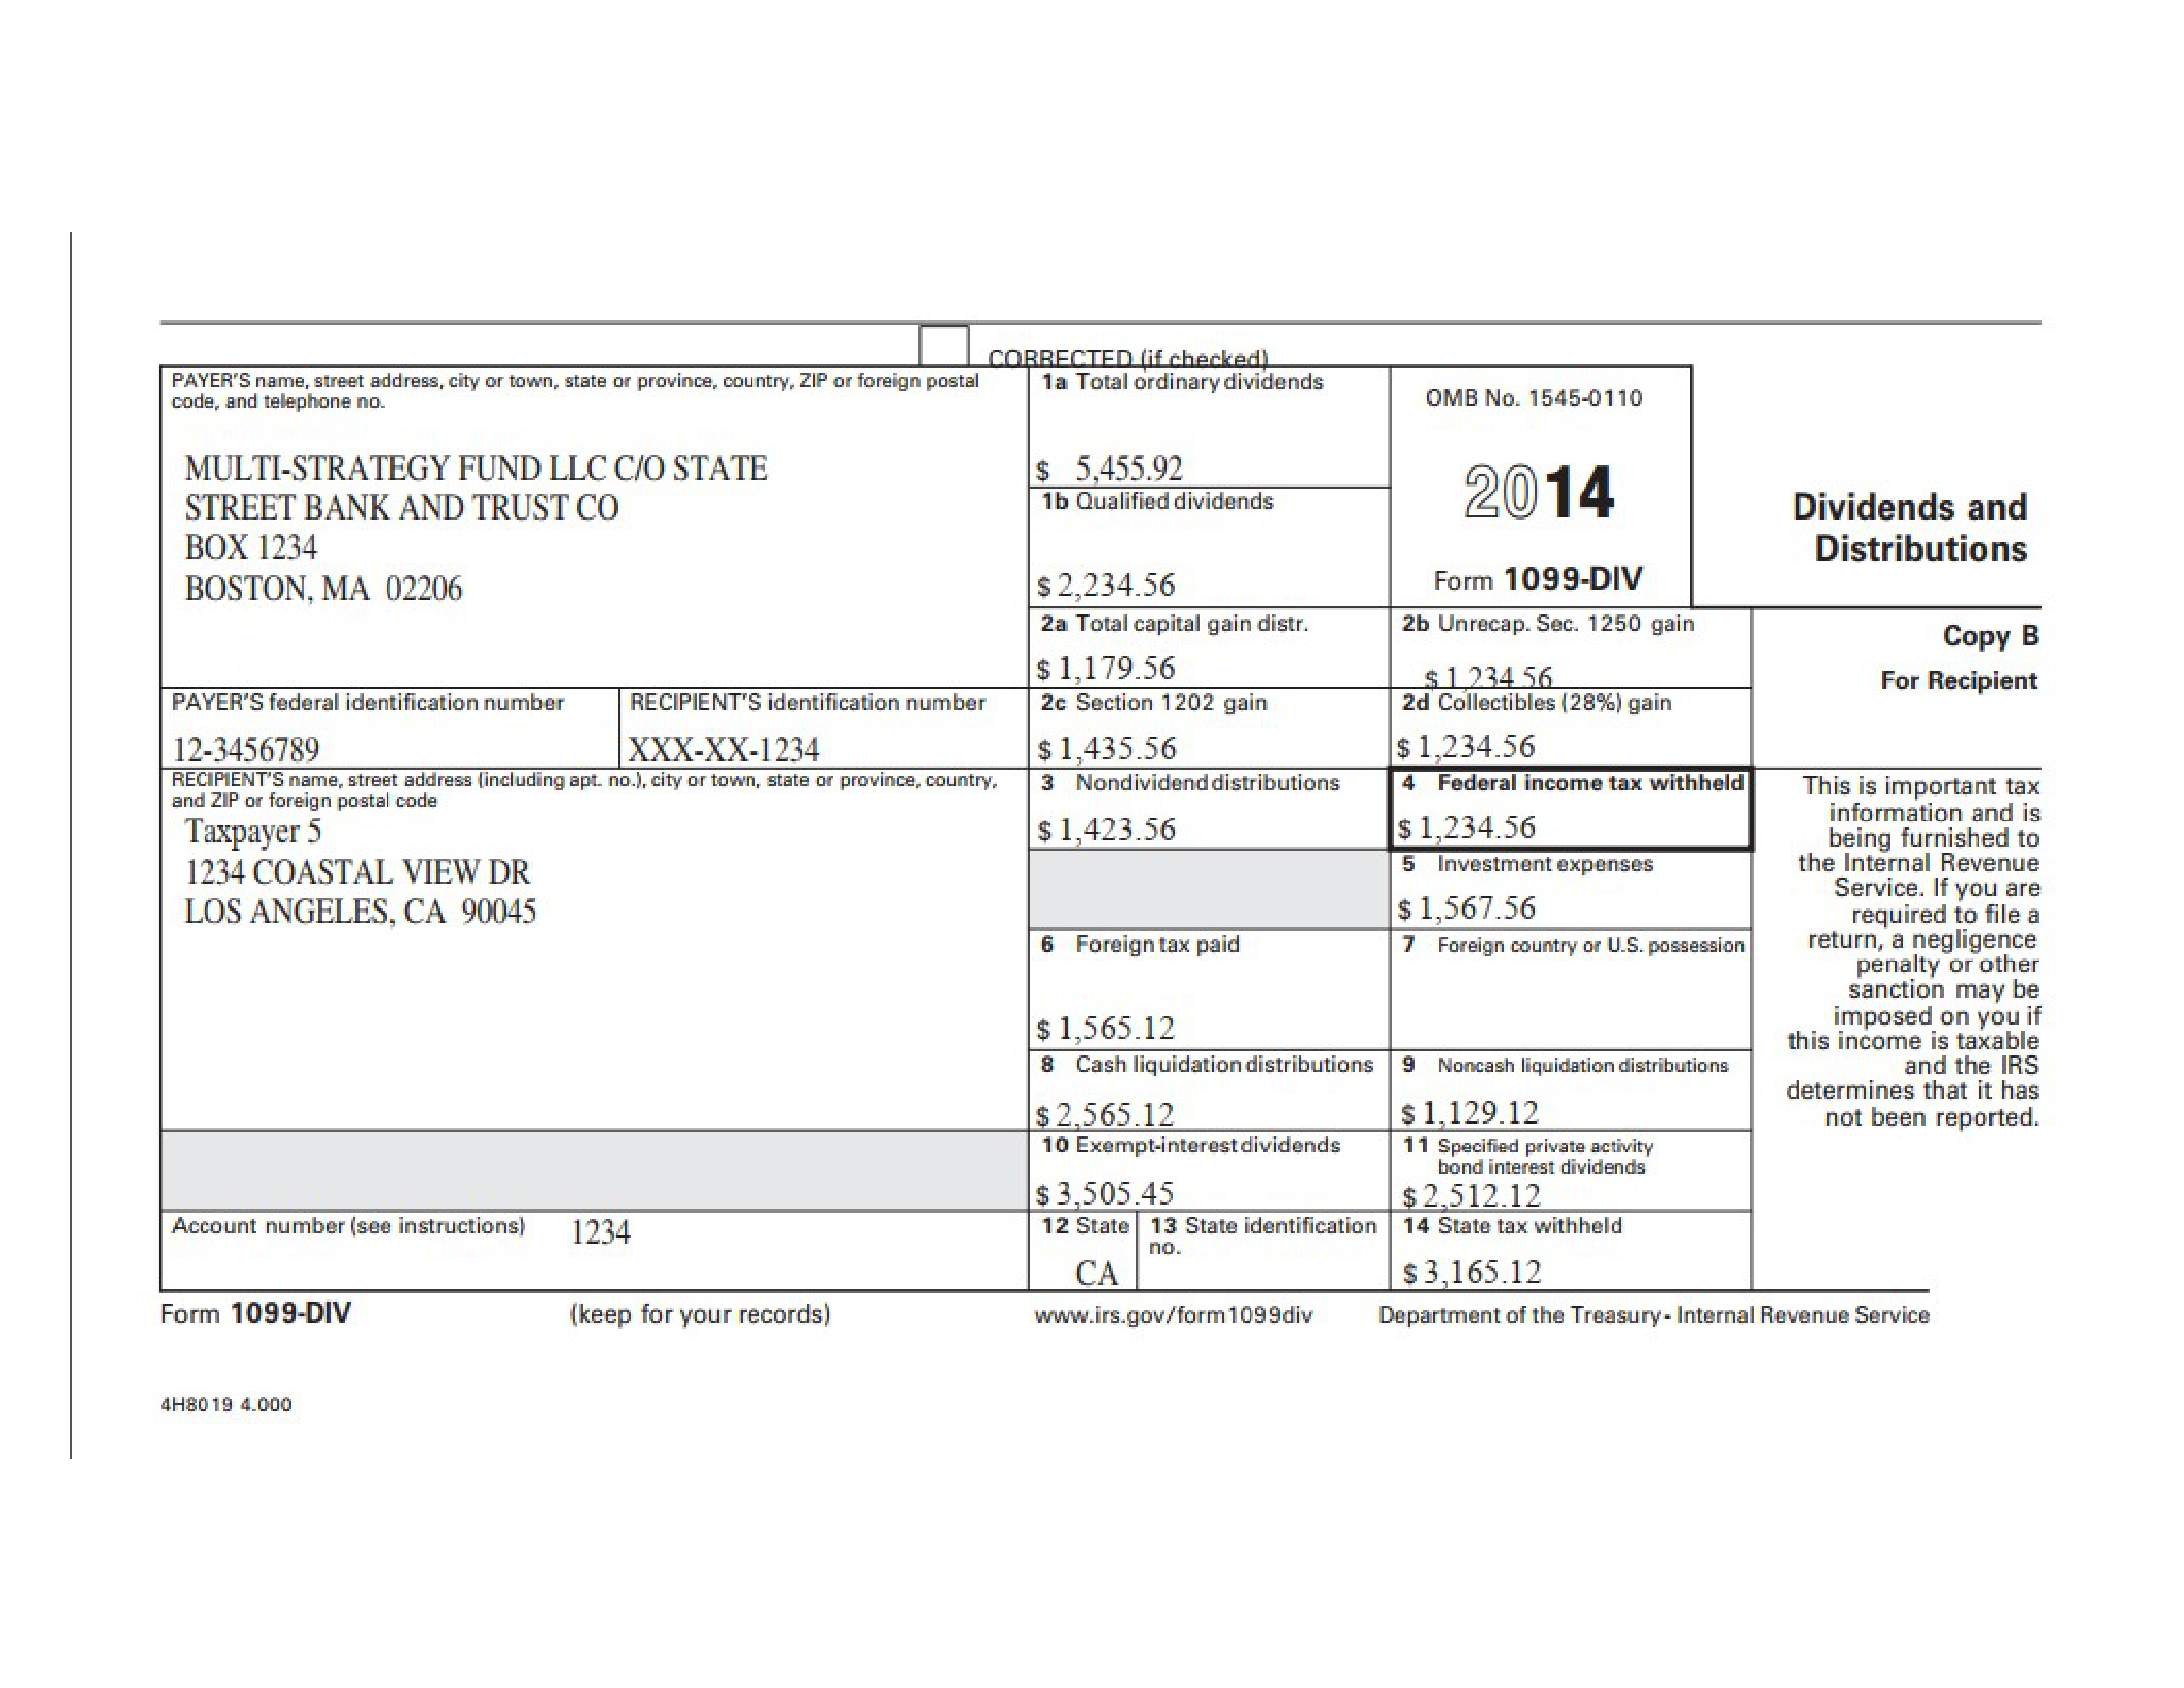 CORRECTED (if checked)
PAYER'S name, street address, city or town, state or province, country, ZIP or foreign postal
code, and telephone no.
MULTI-STRATEGY FUND LLC C/O STATE
STREET BANK AND TRUST CO
BOX 1234
BOSTON, MA 02206
1a Total ordinary dividends
$ 5,455.92
1b Qualified dividends
$ 2,234.56
OMB No. 1545-0110
2014
Form 1099-DIV
Dividends and
Distributions
2a Total capital gain distr.
$ 1,179.56
2b Unrecap. Sec. 1250 gain
$ 1,234.56
Copy B
For Recipient
PAYER'S federal identification number
12-3456789
RECIPIENT'S identification number
XXX-XX-1234
2c Section 1202 gain
$ 1,435.56
2d Collectibles (28%) gain
$ 1,234.56
RECIPIENT'S name, street address (including apt. no.), city or town, state or province, country,
and ZIP or foreign postal code
Taxpayer 5
1234 COASTAL VIEW DR
LOS ANGELES, CA 90045
3 Nondividend distributions
$ 1,423.56
4 Federal income tax withheld
$ 1,234.56
5 Investment expenses
$ 1,567.56
6 Foreign tax paid
$ 1,565.12
7 Foreign country or U.S. possession
8 Cash liquidation distributions
$ 2,565.12
9 Noncash liquidation distributions
$ 1,129.12
10 Exempt-interest dividends
$ 3,505.45
11 Specified private activity
bond interest dividends
$ 2,512.12
This is important tax
information and is
being furnished to
the Internal Revenue
Service. If you are
required to file a
return, a negligence
penalty or other
sanction may be
imposed on you if
this income is taxable
and the IRS
determines that it has
not been reported.
Account number (see instructions) 1234
12 State
CA
13 State identification
no.
14 State tax withheld
$ 3,165.12
Form 1099-DIV (keep for your records) www.irs.gov/form1099div Department of the Treasury - Internal Revenue Service
4H8019 4.000